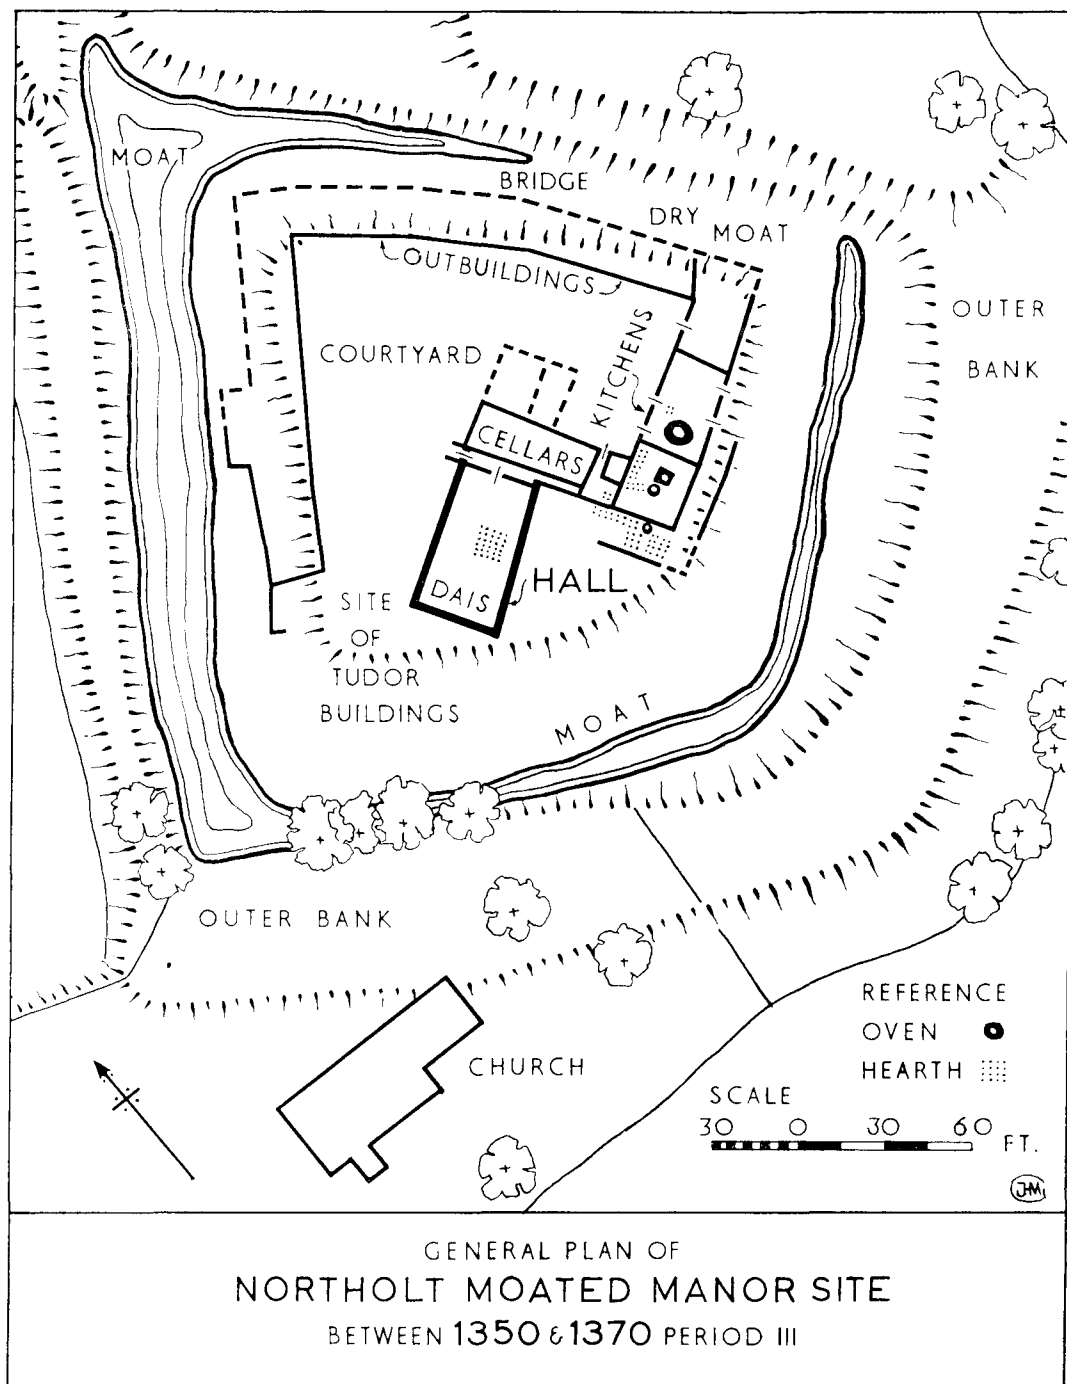 MOAT
BRIDGE
DRY
MOAT
OUTBUILDINGS
OUTER
BANK
COURTYARD
KITCHENS
CELLARS
HALL
DAIS
SITE
OF
TUDOR
BUILDINGS
MOAT
OUTER BANK
CHURCH
REFERENCE
OVEN
HEARTH
SCALE
30 0 30 60 FT.
JHM
GENERAL PLAN OF
NORTHOLT MOATED MANOR SITE
BETWEEN 1350 & 1370 PERIOD III